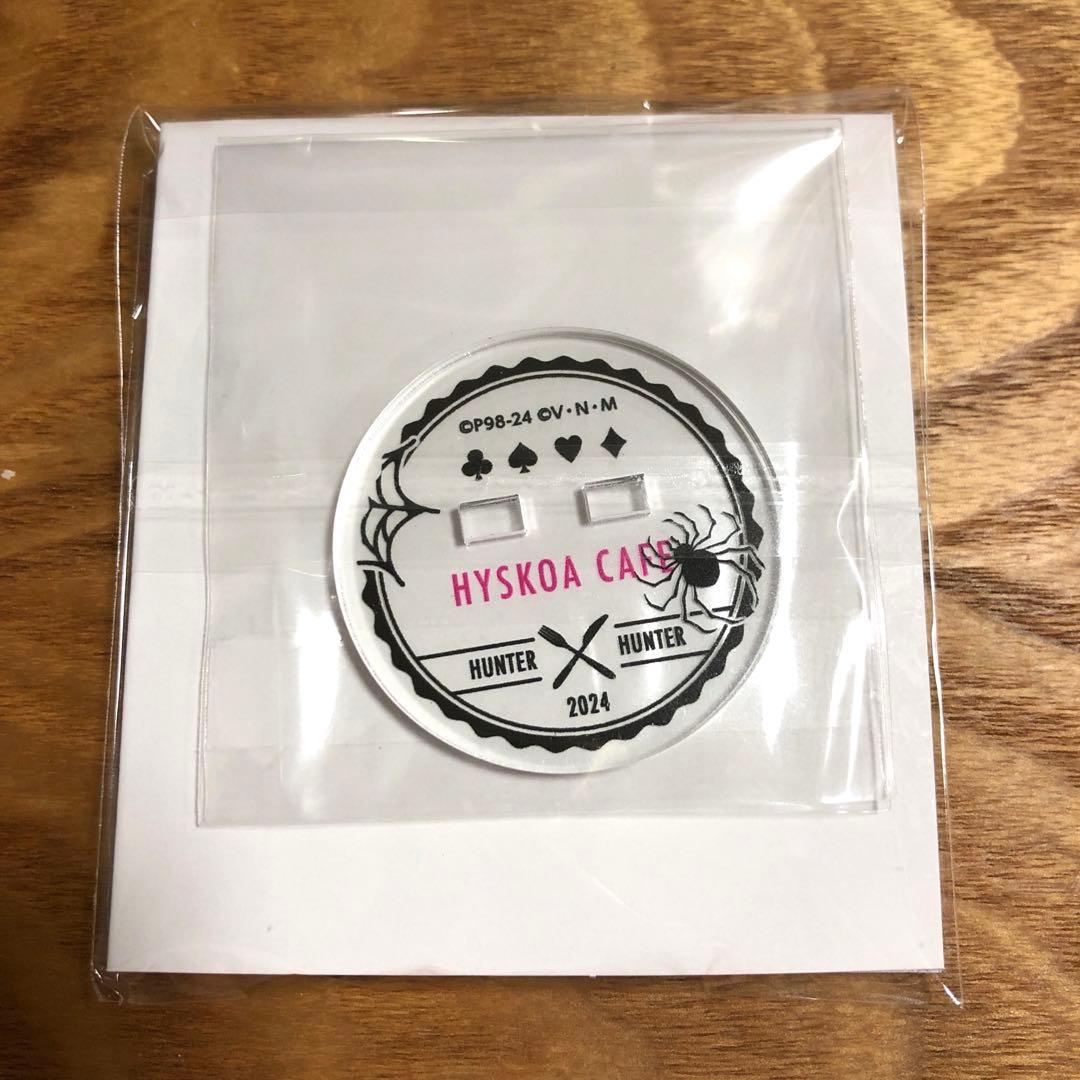 ©P98-24 ©V・N・M
HYSKOA CAFE
HUNTER HUNTER
2024